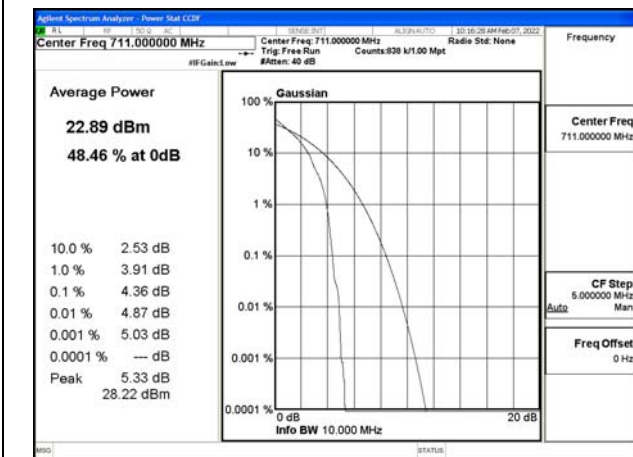 Agilent Spectrum Analyzer - Power Stat CCDF
RL RF 50 Ω AC SENSE:INT ALIGNAUTO 10:16:28 AM Feb 07, 2022
Center Freq 711.000000 MHz
Center Freq: 711.000000 MHz Radio Std: None
Trig: Free Run Counts:838 k/1.00 Mpt
#IFGain:Low #Atten: 40 dB
Frequency
Average Power
22.89 dBm
48.46 % at 0dB
10.0 % 2.53 dB
1.0 % 3.91 dB
0.1 % 4.36 dB
0.01 % 4.87 dB
0.001 % 5.03 dB
0.0001 % --- dB
Peak 5.33 dB
28.22 dBm
Gaussian
100 %
10 %
1 %
0.1 %
0.01 %
0.001 %
0.0001 %
0 dB 20 dB
Info BW 10.000 MHz
Center Freq
711.000000 MHz
CF Step
5.000000 MHz
Auto Man
Freq Offset
0 Hz
MSG STATUS